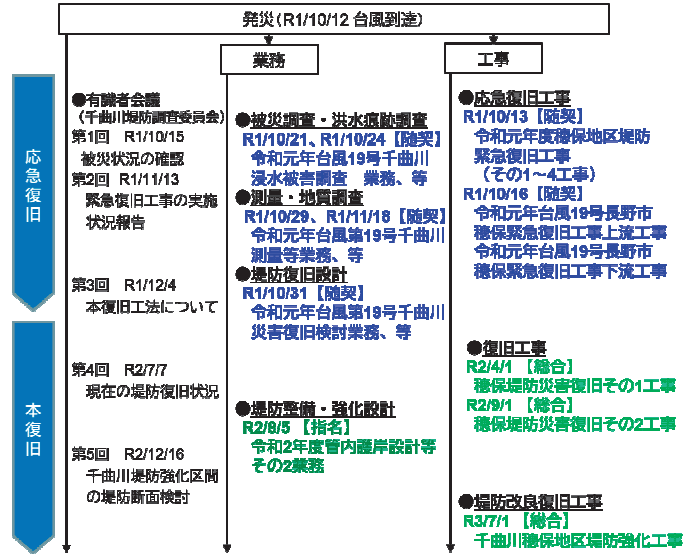 発災(R1/10/12 台風到達)
業務
工事
応急復旧
本復旧
●有識者会議
(千曲川堤防調査委員会)
第1回 R1/10/15
被災状況の確認
第2回 R1/11/13
緊急復旧工事の実施
状況報告
第3回 R1/12/4
本復旧工法について
第4回 R2/7/7
現在の堤防復旧状況
第5回 R2/12/16
千曲川堤防強化区間
の堤防断面検討
●被災調査・洪水痕跡調査
R1/10/21、R1/10/24【随契】
令和元年台風19号千曲川
浸水被害調査 業務、等
●測量・地質調査
R1/10/29、R1/11/18【随契】
令和元年台風第19号千曲川
測量等業務、等
●堤防復旧設計
R1/10/31【随契】
令和元年台風第19号千曲川
災害復旧検討業務、等
●堤防整備・強化設計
R2/8/5【指名】
令和2年度管内護岸設計等
その2業務
●応急復旧工事
R1/10/13【随契】
令和元年度穂保地区堤防
緊急復旧工事
(その1~4工事)
R1/10/16【随契】
令和元年台風19号長野市
穂保緊急復旧工事上流工事
令和元年台風19号長野市
穂保緊急復旧工事下流工事
●復旧工事
R2/4/1【総合】
穂保堤防災害復旧その1工事
R2/9/1【総合】
穂保堤防災害復旧その2工事
●堤防改良復旧工事
R3/7/1【総合】
千曲川穂保地区堤防強化工事